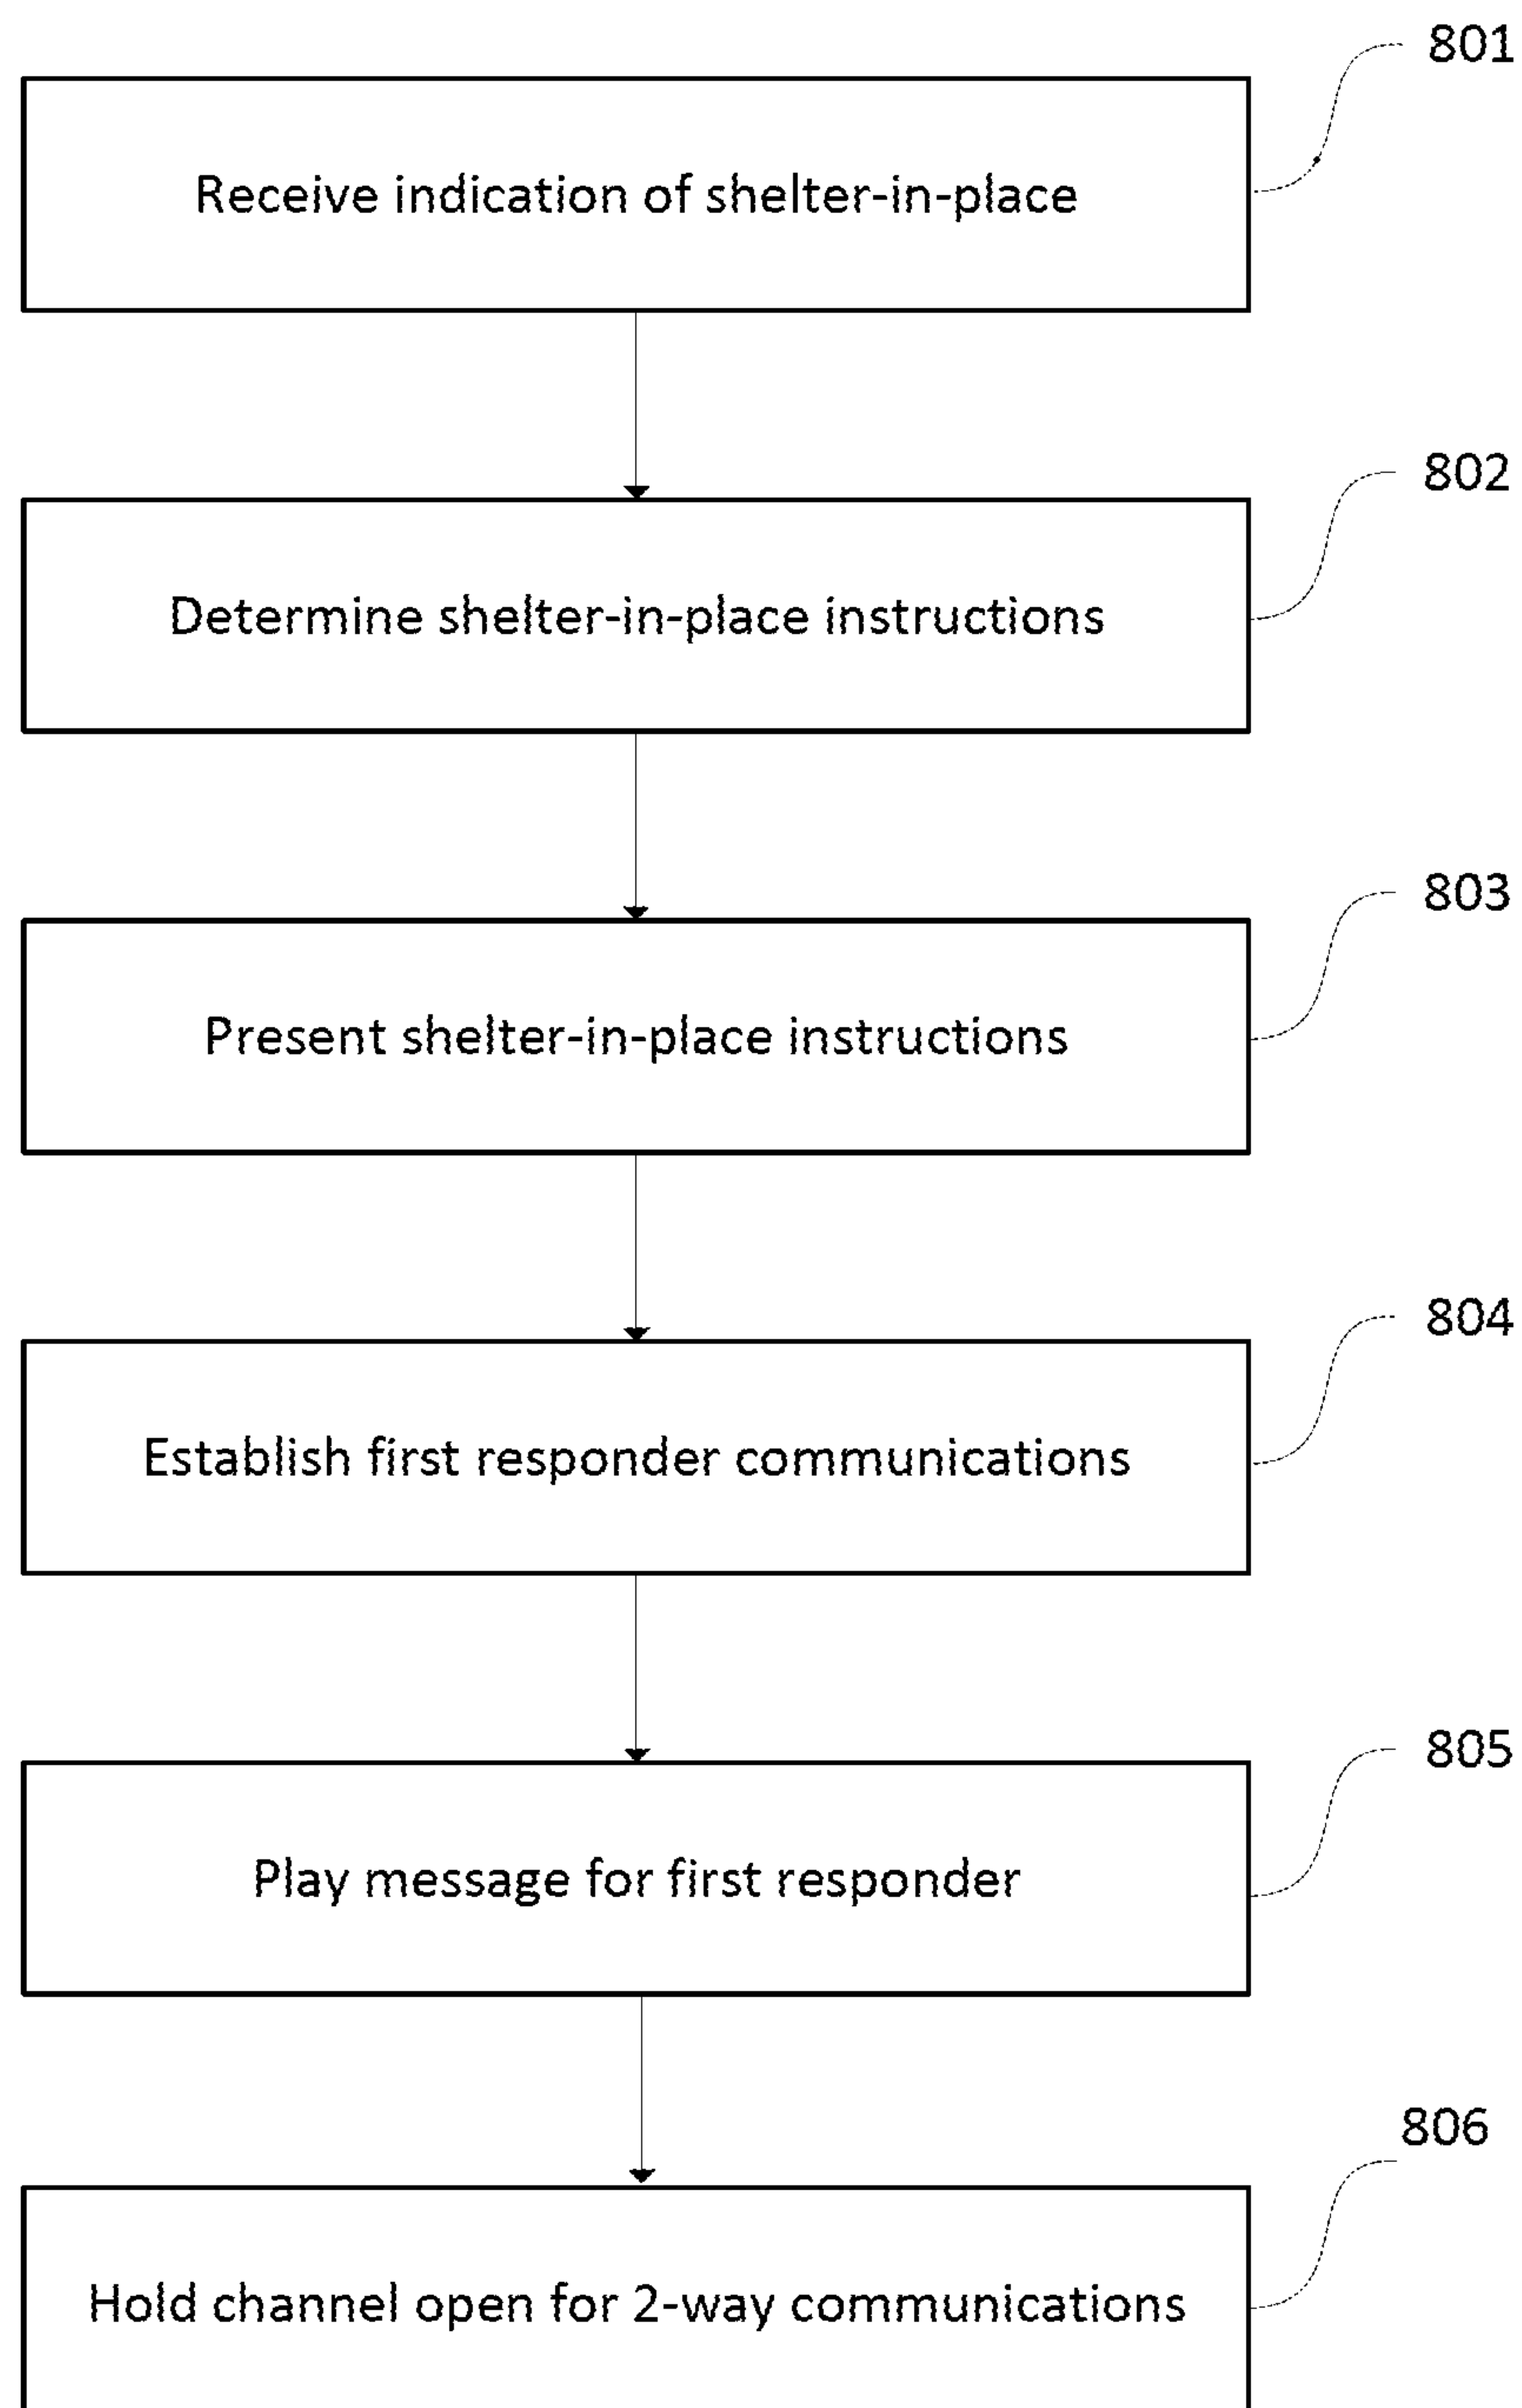 801
Receive indication of shelter-in-place
802
Determine shelter-in-place instructions
803
Present shelter-in-place instructions
804
Establish first responder communications
805
Play message for first responder
806
Hold channel open for 2-way communications